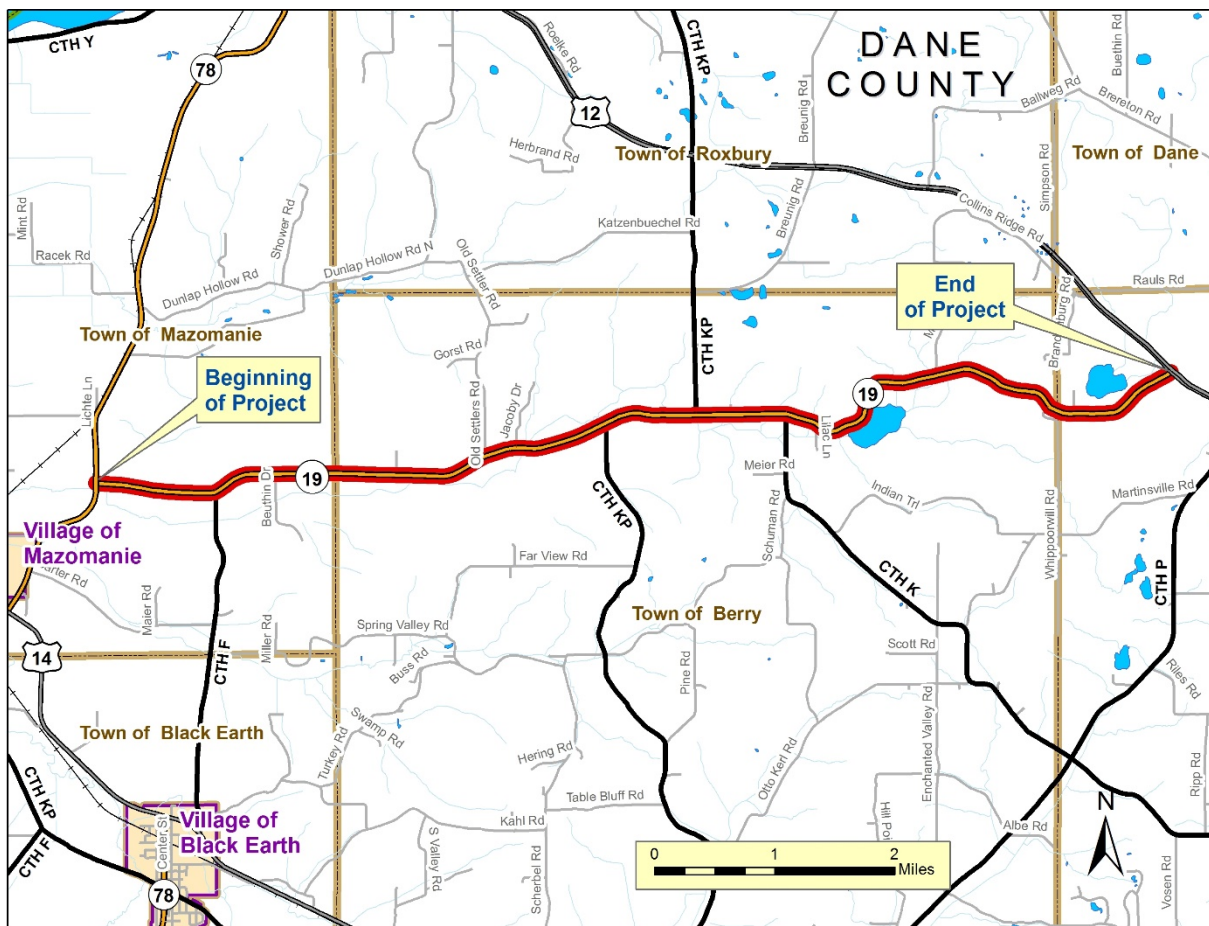 CTH Y
78
Roelke Rd
12
CTH KP
DANE
COUNTY
Breunig Rd
Ballweg Rd
Buethin Rd
Brereton Rd
Herbrand Rd
Town of Roxbury
Town of Dane
Simpson Rd
Mint Rd
Racek Rd
Shower Rd
Katzenbuechel Rd
Breunig Rd
Collins Ridge Rd
Dunlap Hollow Rd
Dunlap Hollow Rd N
Old Settler Rd
Rauls Rd
End
of Project
Town of Mazomanie
Gorst Rd
CTH KP
Beginning
of Project
Lichte Ln
Old Settlers Rd
Jacoby Dr
19
Lilac Ln
19
Beuthin Dr
Meier Rd
Indian Trl
Martinsville Rd
Village of
Mazomanie
CTH KP
Schuman Rd
Whippoorwill Rd
Far View Rd
CTH K
CTH P
Maier Rd
Town of Berry
14
CTH F
Miller Rd
Spring Valley Rd
Buss Rd
Pine Rd
Scott Rd
Riles Rd
Town of Black Earth
Swamp Rd
Turkey Rd
Hering Rd
Otto Kerl Rd
Enchanted Valley Rd
Ripp Rd
CTH KP
CTH F
Village of
Black Earth
Center St
Table Bluff Rd
Kahl Rd
S Valley Rd
Scherbel Rd
Albe Rd
N
78
0 1 2
Miles
Vosen Rd